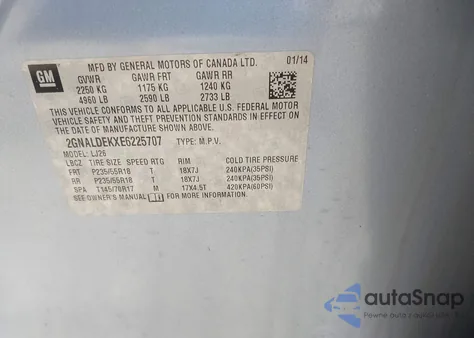 GM
MFD BY GENERAL MOTORS OF CANADA LTD. 01/14
GVWR GAWR FRT GAWR RR
2250 KG 1175 KG 1240 KG
4960 LB 2590 LB 2733 LB
THIS VEHICLE CONFORMS TO ALL APPLICABLE U.S. FEDERAL MOTOR
VEHICLE SAFETY AND THEFT PREVENTION STANDARDS IN EFFECT ON
THE DATE OF MANUFACTURE SHOWN ABOVE.
2GNALDEKXE6225707 TYPE: M.P.V.
MODEL: LJ26
LBCZ TIRE SIZE SPEED RTG RIM COLD TIRE PRESSURE
FRT P235/55R18 T 18X7J 240KPA(35PSI)
RR P235/55R18 T 18X7J 240KPA(35PSI)
SPA T145/70R17 M 17X4.5T 420KPA(60PSI)
SEE OWNER'S MANUAL FOR MORE INFORMATION.
autoSnap
Pewne auta z aukcji